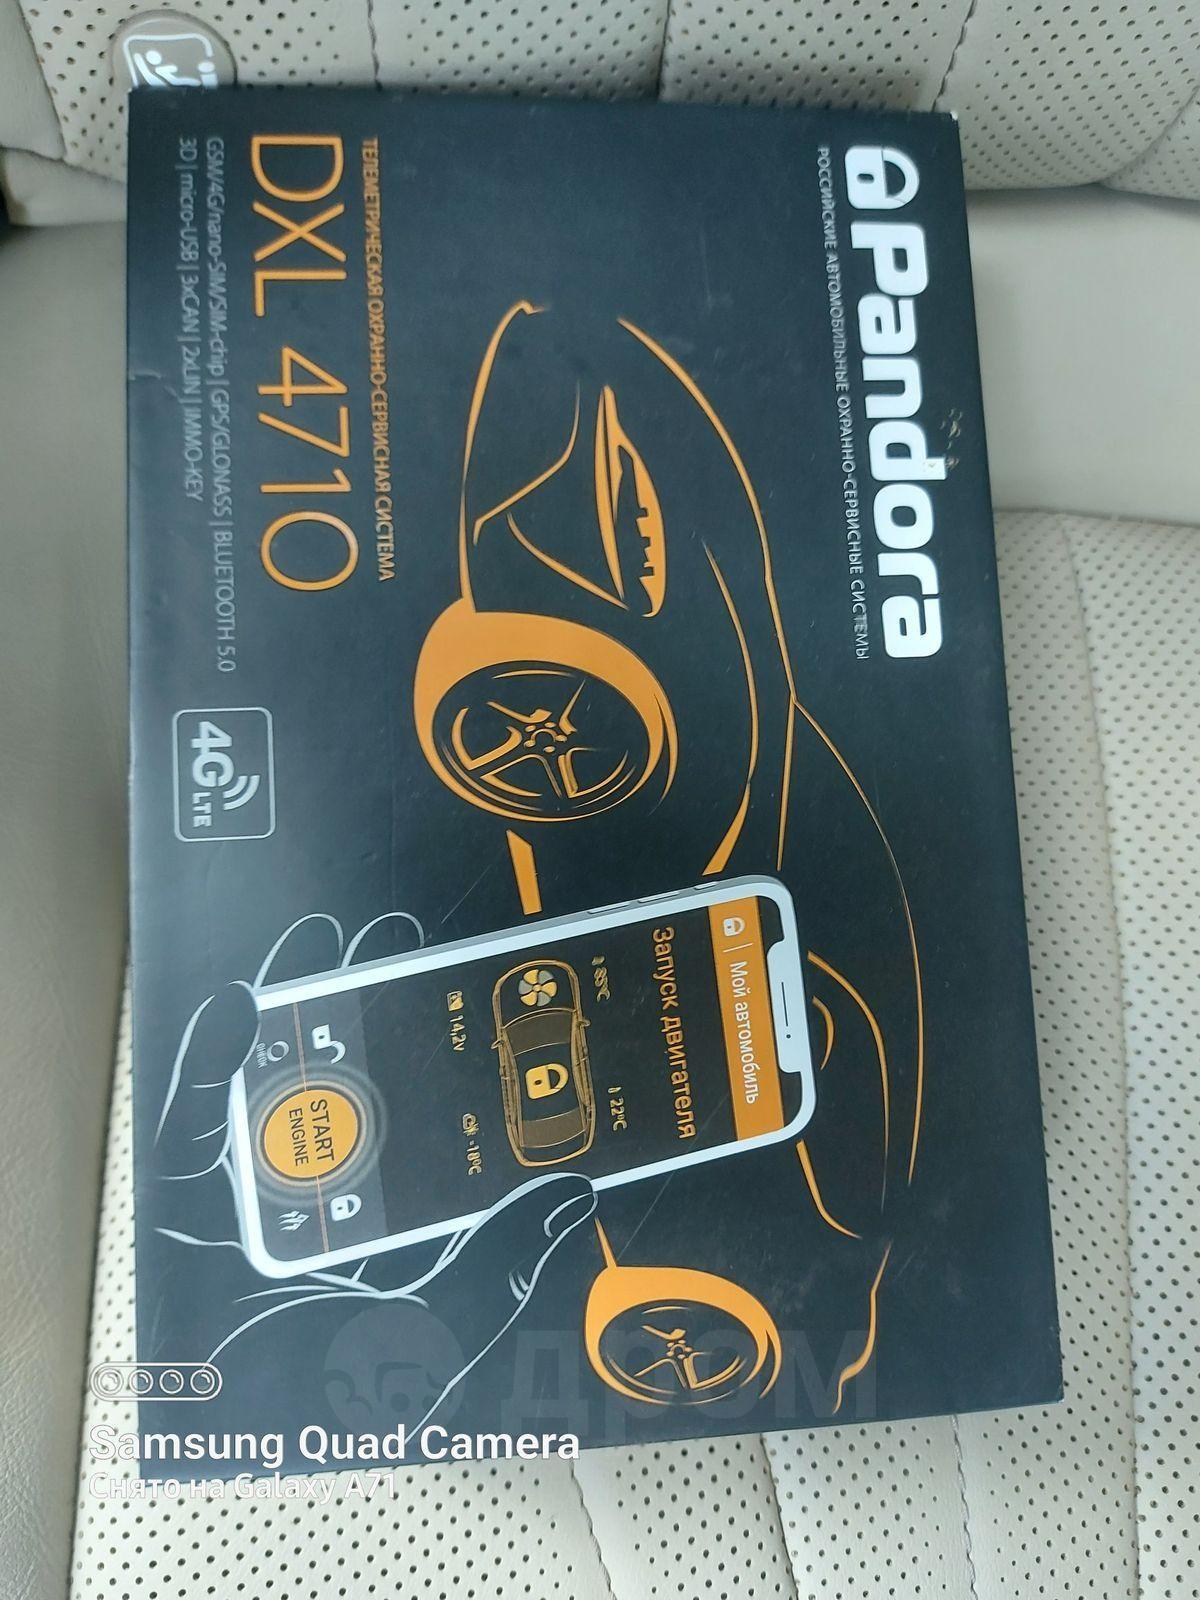 Pandora
РОССИЙСКИЕ АВТОМОБИЛЬНЫЕ ОХРАННО-СЕРВИСНЫЕ СИСТЕМЫ
ТЕЛЕМЕТРИЧЕСКАЯ ОХРАННО-СЕРВИСНАЯ СИСТЕМА
DXL 4710
GSM/4G/nano-SIM/SIM-chip | GPS/GLONASS | BLUETOOTH 5.0
3D | micro-USB | 3xCAN | 2xLIN | IMMO-KEY
4G LTE
Мой автомобиль
Запуск двигателя
85°C
22°C
14,2v
-18°C
CHECK
START
ENGINE
ДРОМ
Samsung Quad Camera
Снято на Galaxy A71